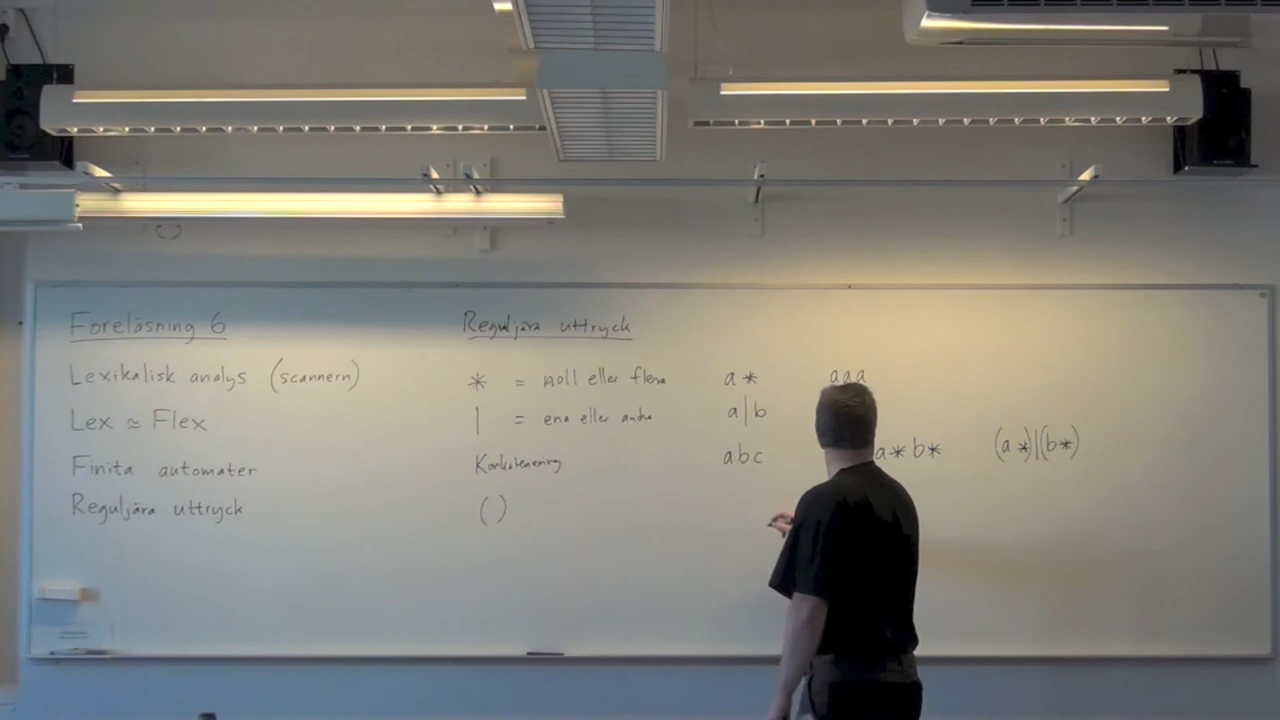 Föreläsning 6
Lexikalisk analys (scannern)
Lex ≈ Flex
Finita automater
Reguljära uttryck
Reguljära uttryck
* = noll eller flera
| = ena eller andra
Konkatenering
( )
a*
a|b
abc
aaa
a*b*
(a*)|(b*)